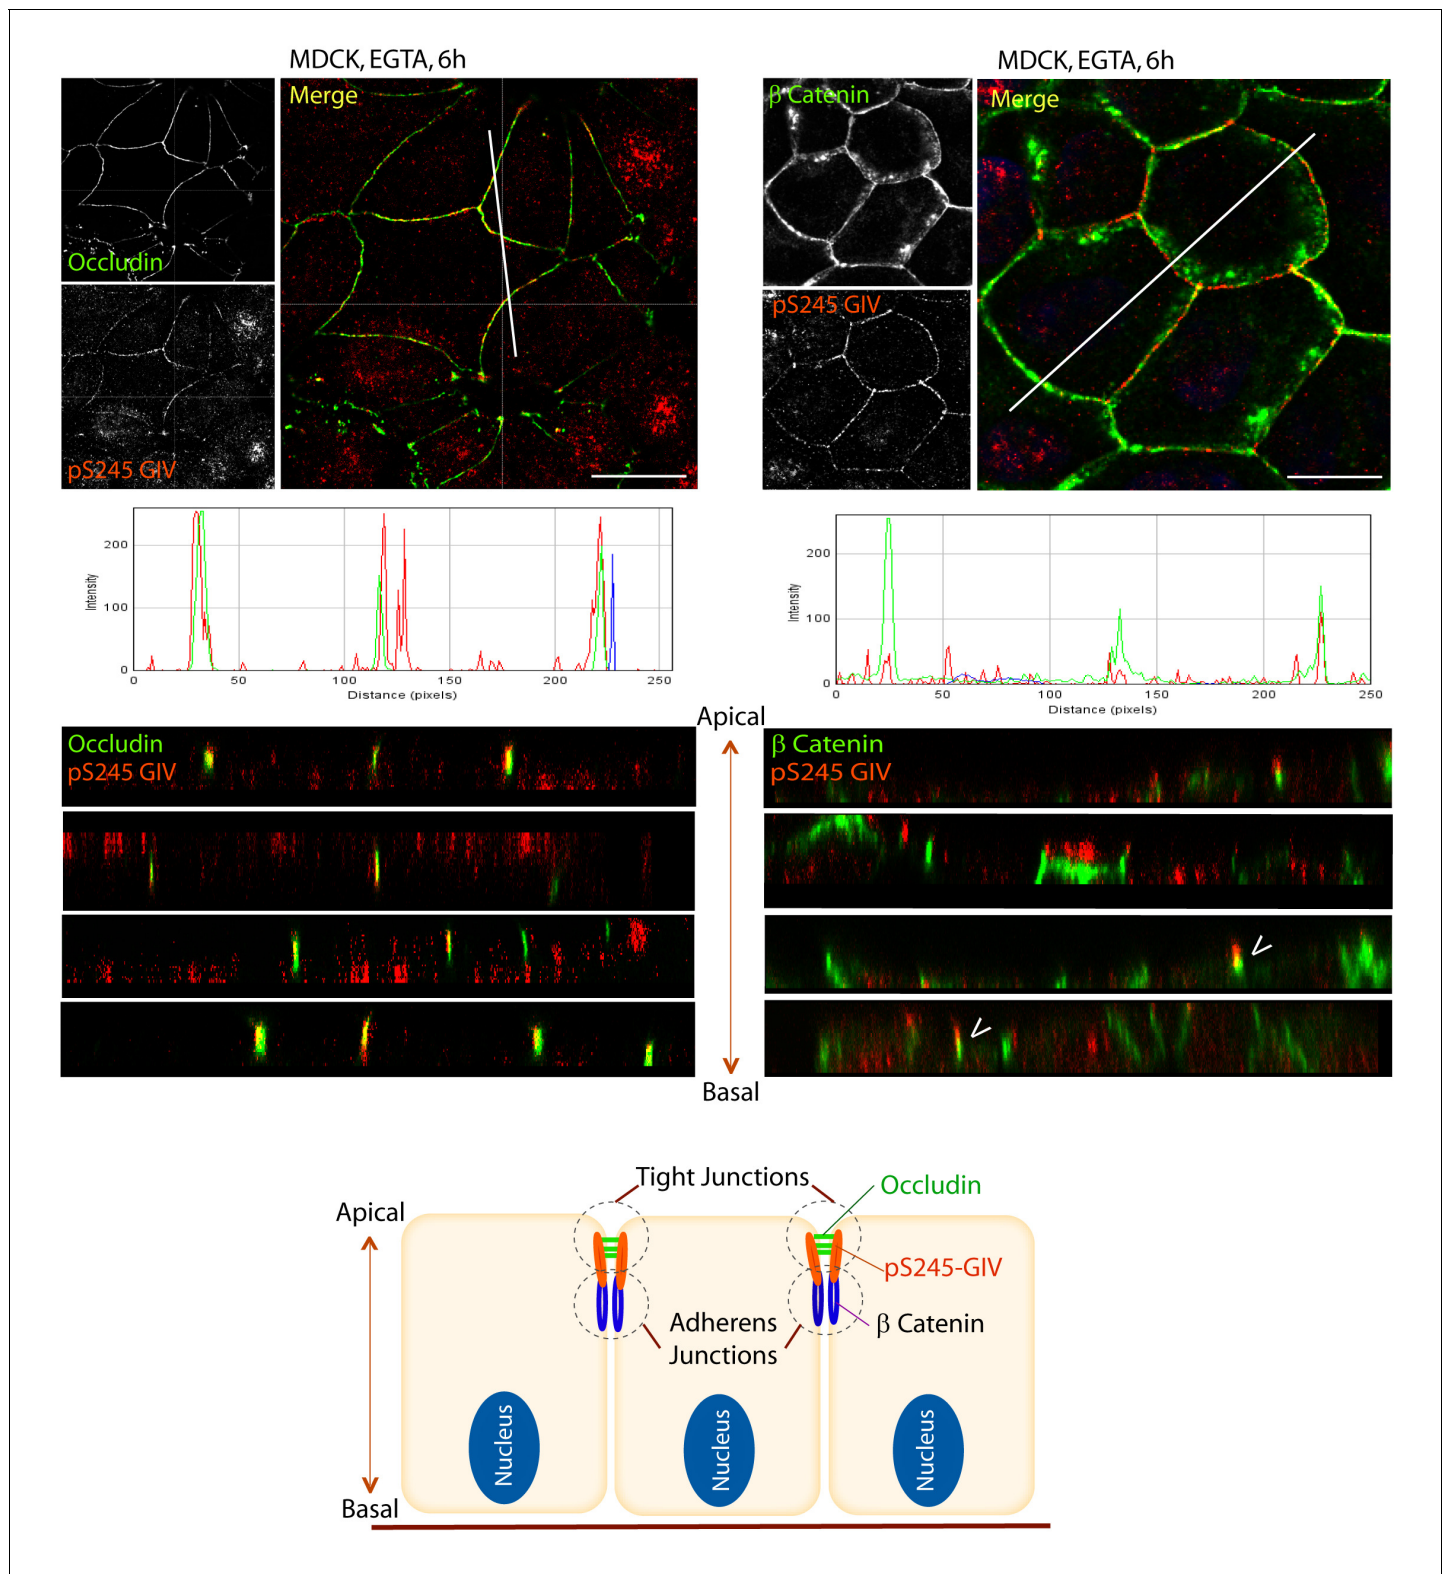 MDCK, EGTA, 6h
Merge
Occludin
pS245 GIV
MDCK, EGTA, 6h
β Catenin
Merge
pS245 GIV
200
100
0
Intensity
0 50 100 150 200 250
Distance (pixels)
200
100
0
Intensity
0 50 100 150 200 250
Distance (pixels)
Apical
Occludin
pS245 GIV
β Catenin
pS245 GIV
Basal
Tight Junctions
Occludin
Apical
pS245-GIV
Adherens
Junctions
β Catenin
Nucleus
Nucleus
Nucleus
Basal